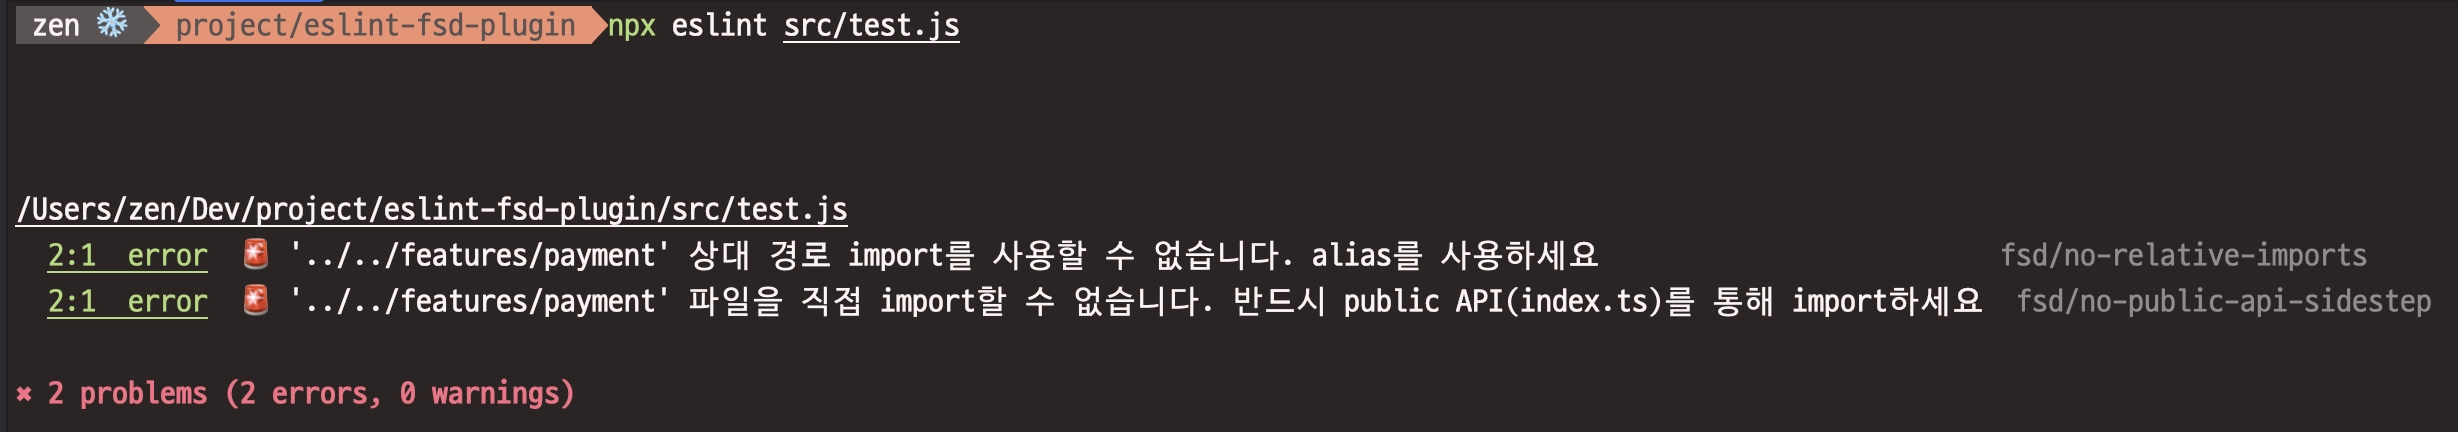 zen ❄️ project/eslint-fsd-plugin npx eslint src/test.js
/Users/zen/Dev/project/eslint-fsd-plugin/src/test.js
2:1 error 🚨 '../../features/payment' 상대 경로 import를 사용할 수 없습니다. alias를 사용하세요 fsd/no-relative-imports
2:1 error 🚨 '../../features/payment' 파일을 직접 import할 수 없습니다. 반드시 public API(index.ts)를 통해 import하세요 fsd/no-public-api-sidestep
✖ 2 problems (2 errors, 0 warnings)